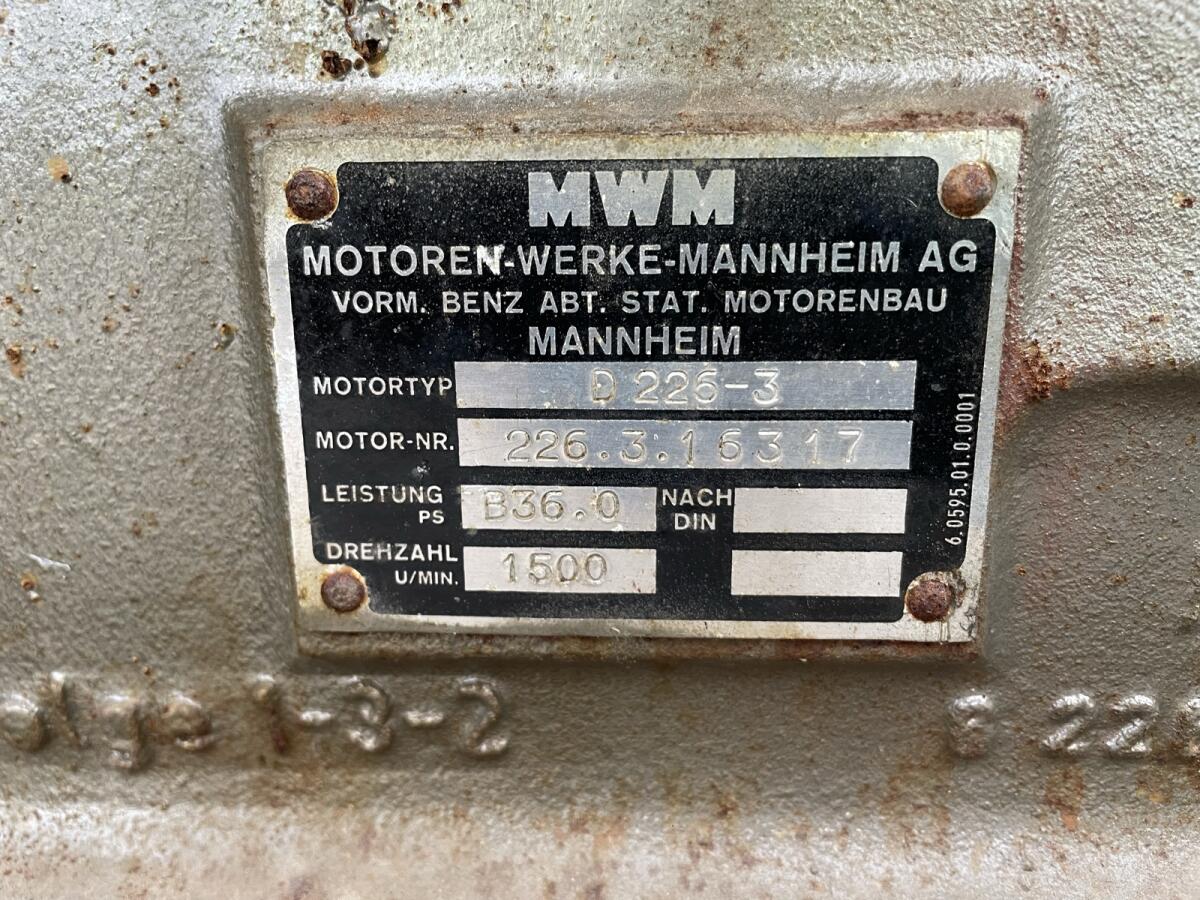 MWM
MOTOREN-WERKE-MANNHEIM AG
VORM. BENZ ABT. STAT. MOTORENBAU
MANNHEIM
MOTORTYP D 226-3
MOTOR-NR. 226.3.16317
LEISTUNG PS B36.0 NACH DIN
DREHZAHL U/MIN. 1500
6.0595.01.0.0001
1-3-2